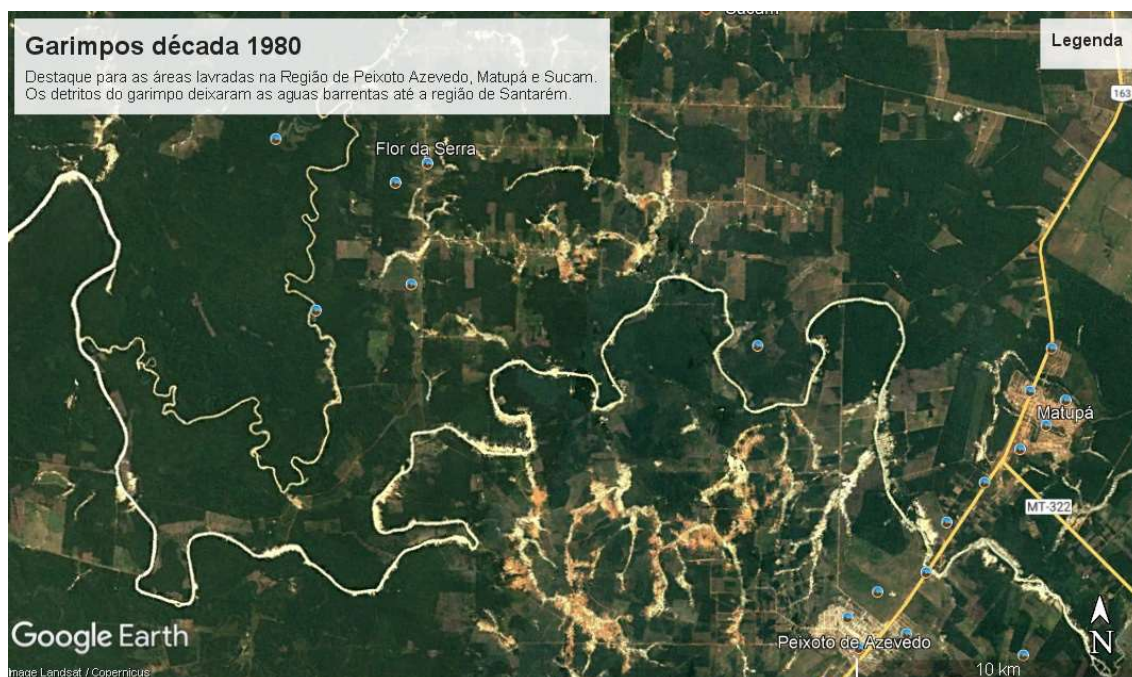 Sucam
Garimpos década 1980
Destaque para as áreas lavradas na Região de Peixoto Azevedo, Matupá e Sucam.
Os detritos do garimpo deixaram as aguas barrentas até a região de Santarém.
Legenda
163
Flor da Serra
Matupá
MT-322
Peixoto de Azevedo
N
Google Earth
10 km
Image Landsat / Copernicus